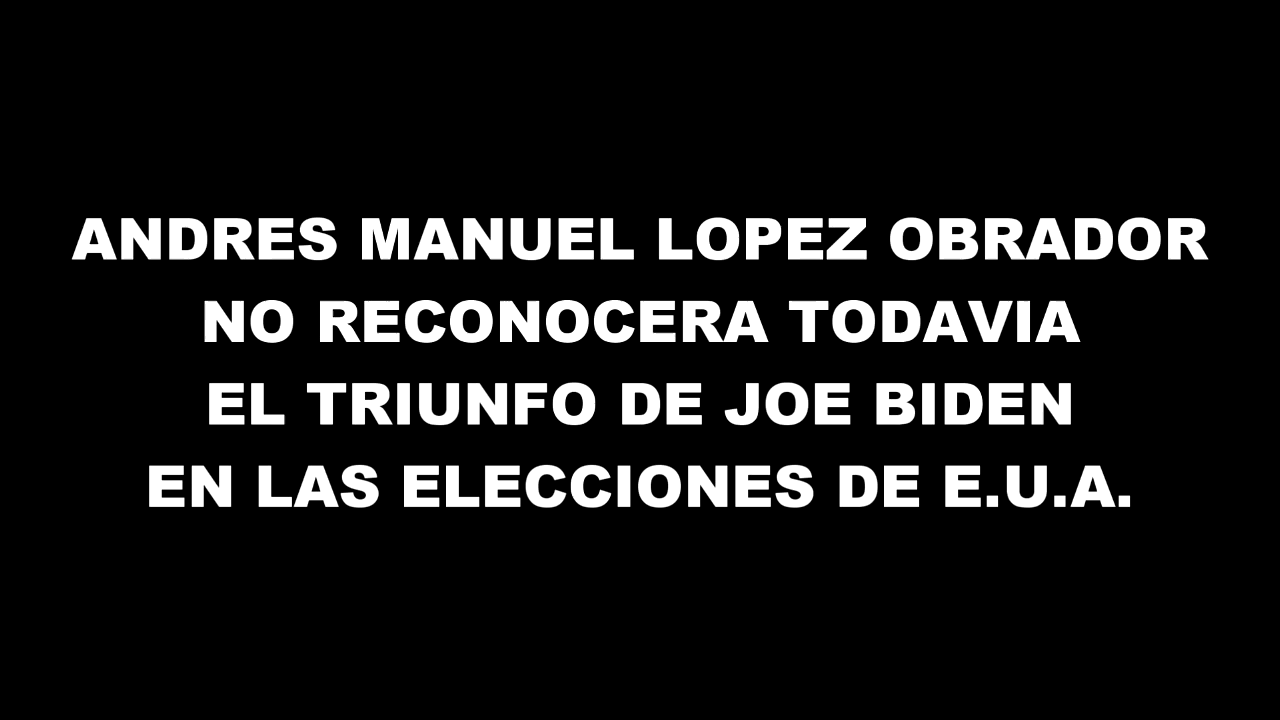 ANDRES MANUEL LOPEZ OBRADOR
NO RECONOCERA TODAVIA
EL TRIUNFO DE JOE BIDEN
EN LAS ELECCIONES DE E.U.A.